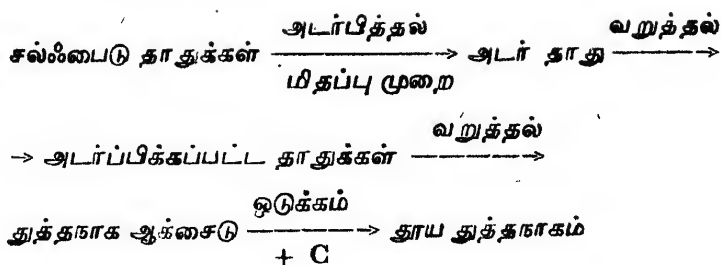 அடர்பித்தல் வறுத்தல்
சல்ஃபைடு தாதுக்கள் ————→ அடர் தாது ————→
மிதப்பு முறை
வறுத்தல்
→ அடர்ப்பிக்கப்பட்ட தாதுக்கள் ————→
ஒடுக்கம்
துத்தநாக ஆக்சைடு ————→ தூய துத்தநாகம்
+ C